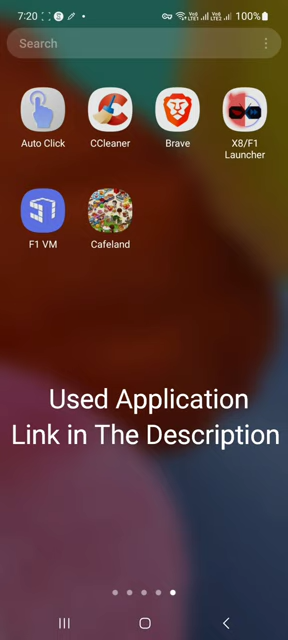 7:20
100%
Search
Auto Click
CCleaner
Brave
X8/F1
Launcher
F1 VM
Cafeland
Used Application
Link in The Description